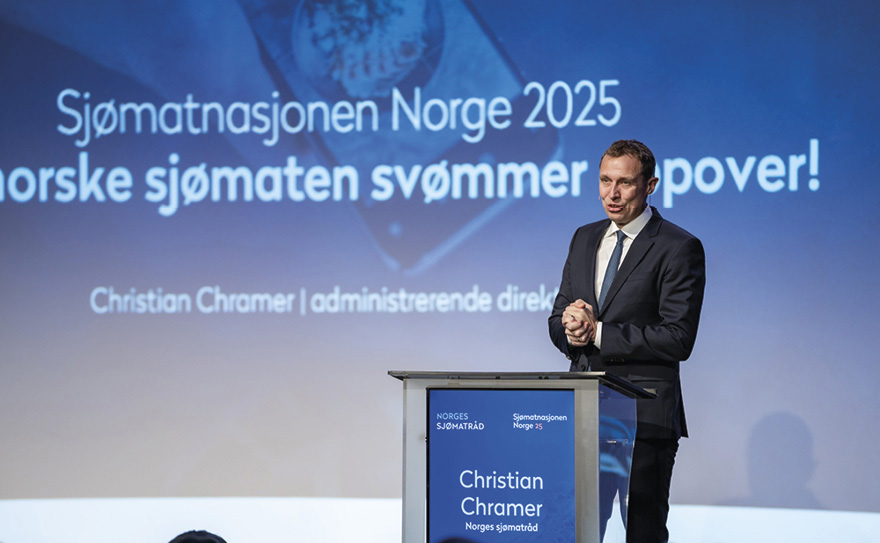 Sjømatnasjonen Norge 2025
norske sjømaten svømmer
Christian Chramer | administrerende
NORGES
SJØMATRÅD
Sjømatnasjonen
Norge 25
Christian
Chramer
Norges sjømatråd